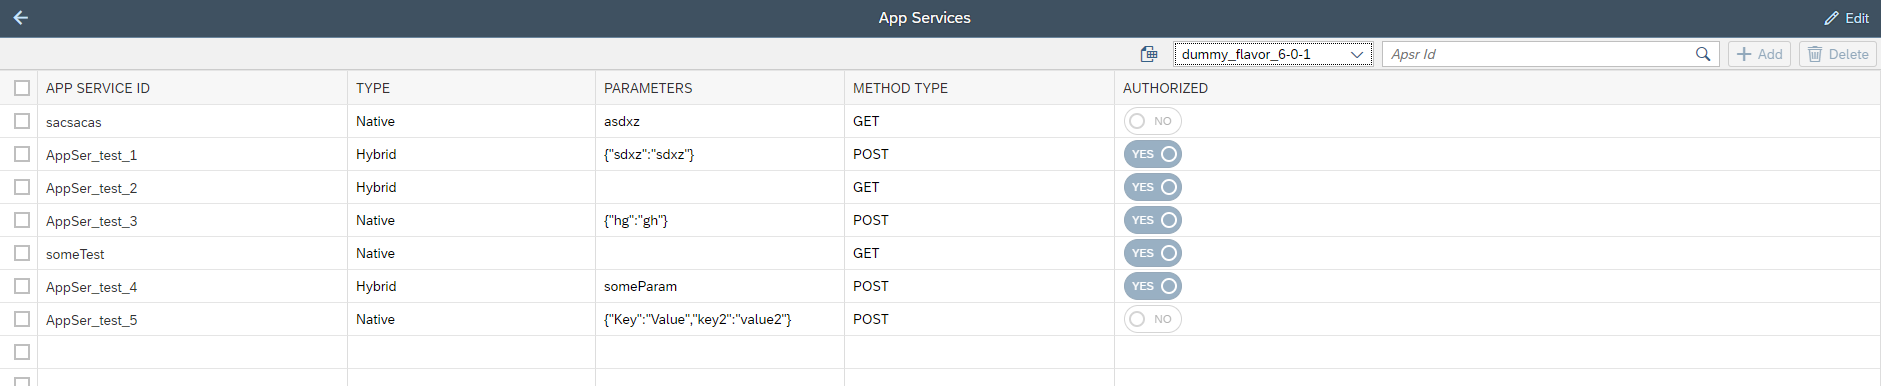 App Services
Edit
dummy_flavor_6-0-1 Apsr Id Add Delete
APP SERVICE ID TYPE PARAMETERS METHOD TYPE AUTHORIZED
sacsacas Native asdxz GET NO
AppSer_test_1 Hybrid {"sdxz":"sdxz"} POST YES
AppSer_test_2 Hybrid GET YES
AppSer_test_3 Native {"hg":"gh"} POST YES
someTest Native GET YES
AppSer_test_4 Hybrid someParam POST YES
AppSer_test_5 Native {"Key":"Value","key2":"value2"} POST NO